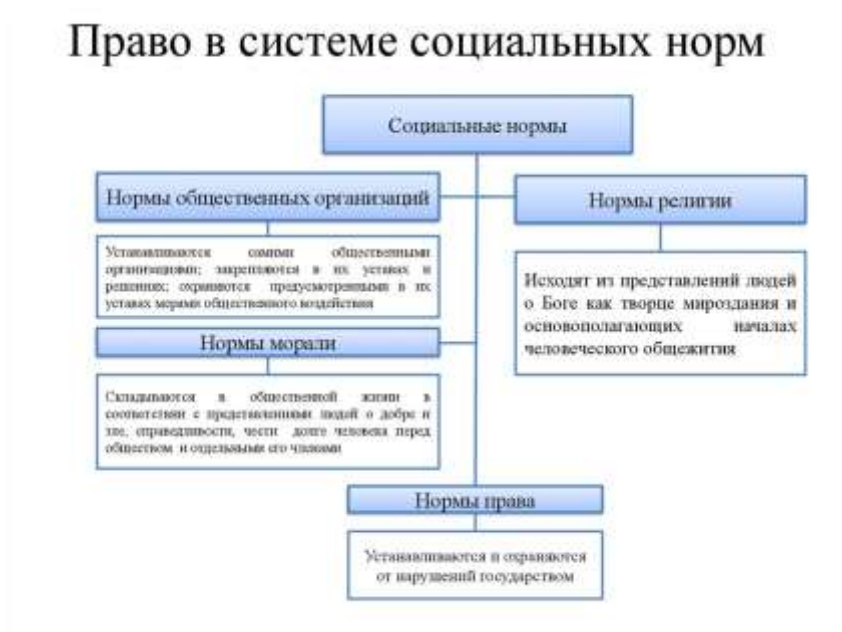 Право в системе социальных норм
Социальные нормы
Нормы общественных организаций
Устанавливаются самими общественными
организациями; закрепляются в их уставах и
решениях; охраняются предусмотренными в их
уставах мерами общественного воздействия
Нормы религии
Исходят из представлений людей
о Боге как творце мироздания и
основополагающих началах
человеческого общежития
Нормы морали
Складываются в общественной жизни в
соответствии с представлениями людей о добре и
зле, справедливости, чести долге человека перед
обществом и отдельными его членами
Нормы права
Устанавливаются и охраняются
от нарушений государством